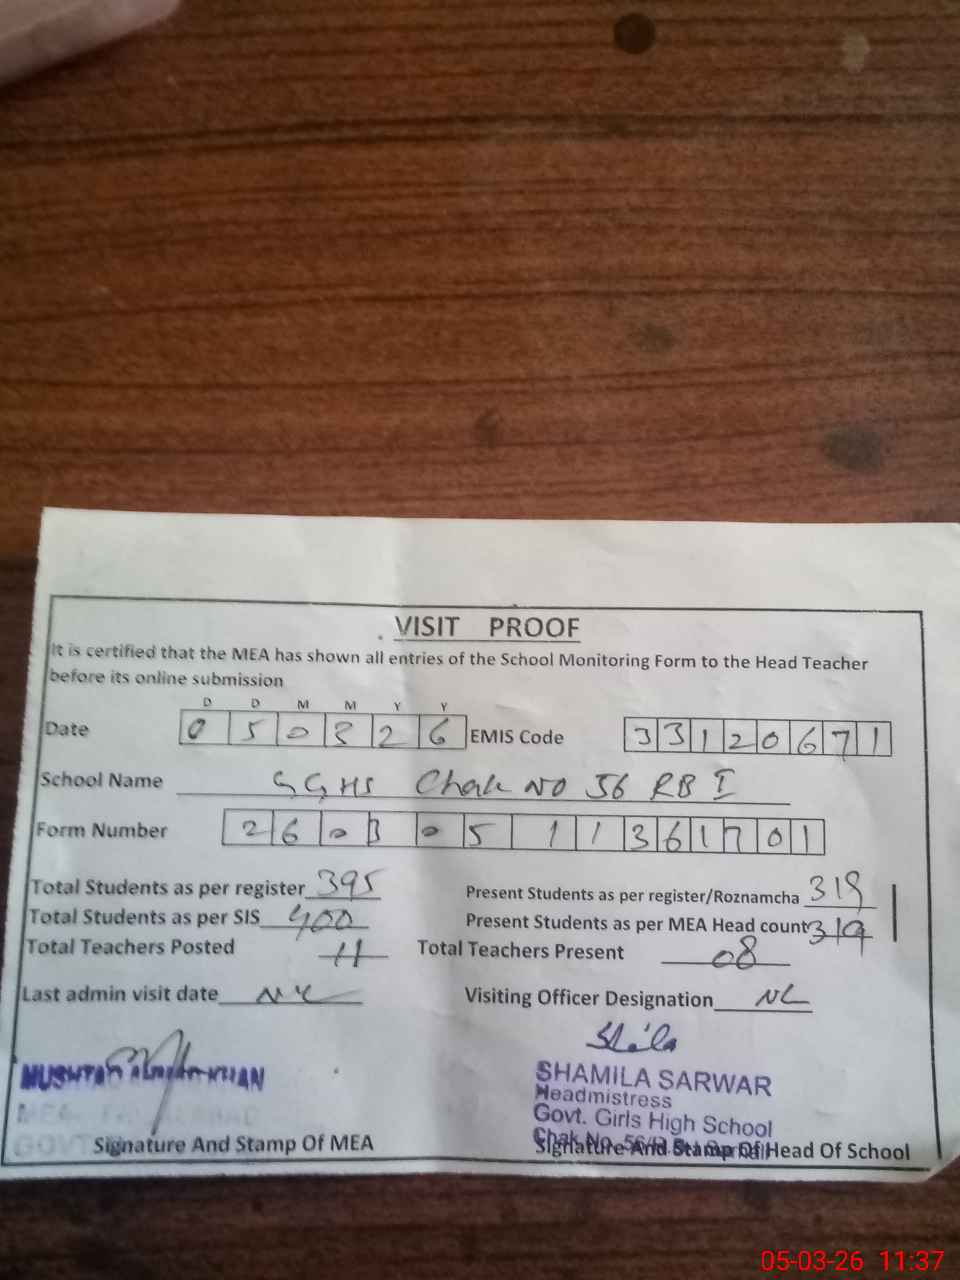 VISIT PROOF
It is certified that the MEA has shown all entries of the School Monitoring Form to the Head Teacher
before its online submission
D D M M Y Y
Date 0 5 0 3 2 6 EMIS Code 3 3 1 2 0 6 7 1
School Name GGHS Chak No 56 RB I
Form Number 2 6 0 3 0 5 1 1 3 6 1 7 0 1
Total Students as per register 395 Present Students as per register/Roznamcha 319
Total Students as per SIS 400 Present Students as per MEA Head count 319
Total Teachers Posted 11 Total Teachers Present 08
Last admin visit date Visiting Officer Designation
SHAMILA SARWAR
Headmistress
Govt. Girls High School
MUSHTAQ KHAN
Chak No. 56/R.B
Signature And Stamp Of MEA Signature And Stamp Of Head Of School
05-03-26 11:37